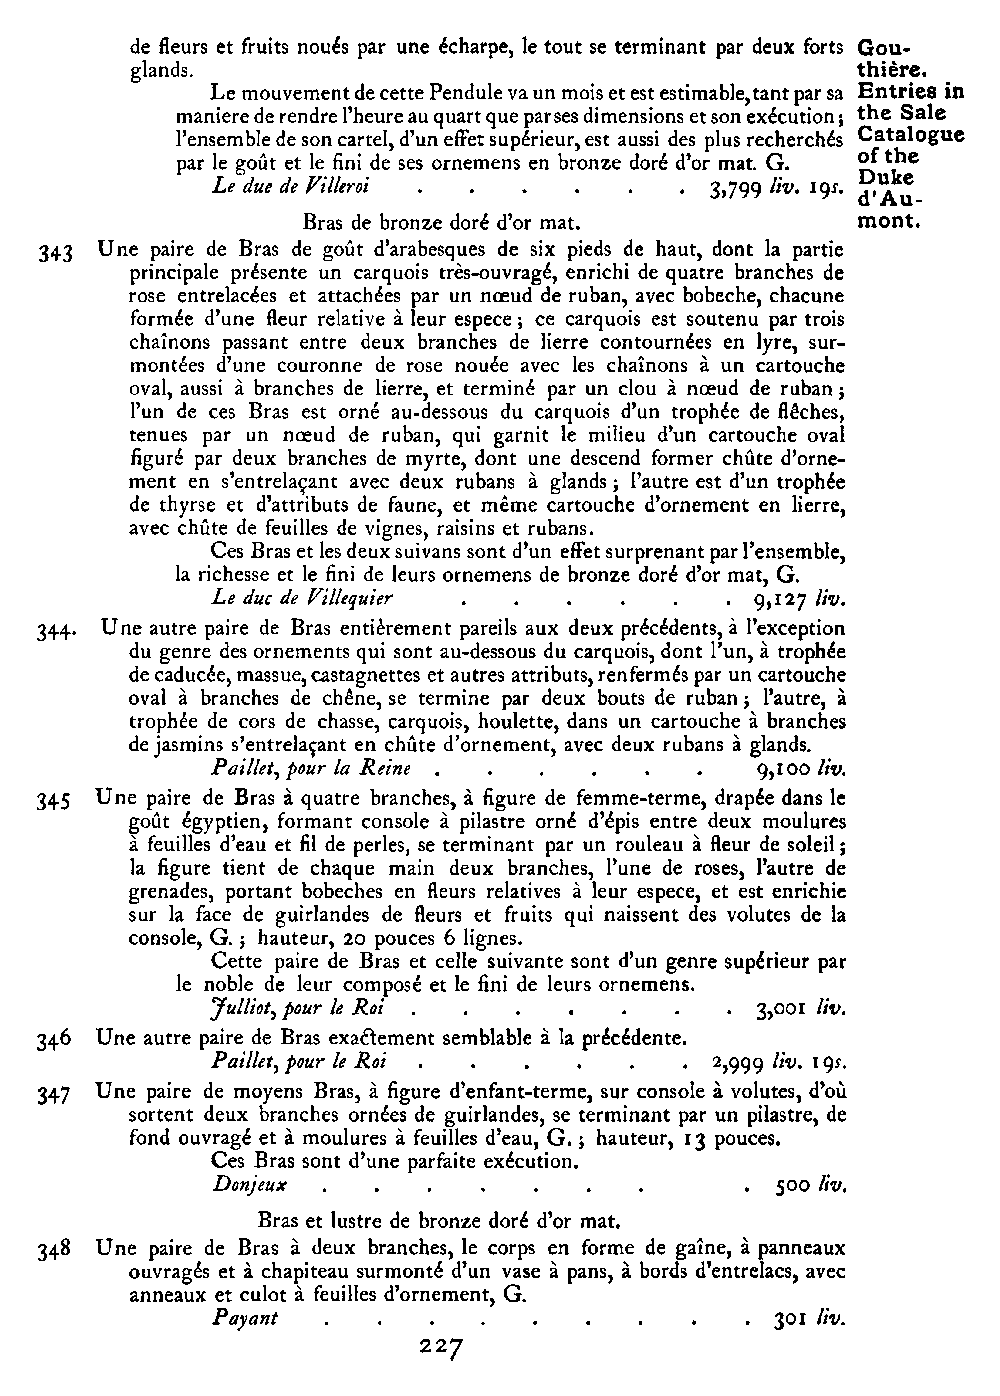 de fleurs et fruits noués par une écharpe, le tout se terminant par deux forts
glands.
Le mouvement de cette Pendule va un mois et est estimable, tant par sa
maniere de rendre l'heure au quart que par ses dimensions et son exécution;
l'ensemble de son cartel, d'un effet supérieur, est aussi des plus recherchés
par le goût et le fini de ses ornemens en bronze doré d'or mat. G.
Le due de Villeroi . . . . . . 3,799 liv. 19s.
Gou-
thière.
Entries in
the Sale
Catalogue
of the
Duke
d'Au-
mont.
Bras de bronze doré d'or mat.
343 Une paire de Bras de goût d'arabesques de six pieds de haut, dont la partie
principale présente un carquois très-ouvragé, enrichi de quatre branches de
rose entrelacées et attachées par un nœud de ruban, avec bobeche, chacune
formée d'une fleur relative à leur espece; ce carquois est soutenu par trois
chaînons passant entre deux branches de lierre contournées en lyre, sur-
montées d'une couronne de rose nouée avec les chaînons à un cartouche
oval, aussi à branches de lierre, et terminé par un clou à nœud de ruban;
l'un de ces Bras est orné au-dessous du carquois d'un trophée de flêches,
tenues par un nœud de ruban, qui garnit le milieu d'un cartouche oval
figuré par deux branches de myrte, dont une descend former chûte d'orne-
ment en s'entrelaçant avec deux rubans à glands; l'autre est d'un trophée
de thyrse et d'attributs de faune, et même cartouche d'ornement en lierre,
avec chûte de feuilles de vignes, raisins et rubans.
Ces Bras et les deux suivans sont d'un effet surprenant par l'ensemble,
la richesse et le fini de leurs ornemens de bronze doré d'or mat, G.
Le duc de Villequier . . . . . . 9,127 liv.
344. Une autre paire de Bras entièrement pareils aux deux précédents, à l'exception
du genre des ornements qui sont au-dessous du carquois, dont l'un, à trophée
de caducée, massue, castagnettes et autres attributs, renfermés par un cartouche
oval à branches de chêne, se termine par deux bouts de ruban; l'autre, à
trophée de cors de chasse, carquois, houlette, dans un cartouche à branches
de jasmins s'entrelaçant en chûte d'ornement, avec deux rubans à glands.
Paillet, pour la Reine . . . . . . 9,100 liv.
345 Une paire de Bras à quatre branches, à figure de femme-terme, drapée dans le
goût égyptien, formant console à pilastre orné d'épis entre deux moulures
à feuilles d'eau et fil de perles, se terminant par un rouleau à fleur de soleil;
la figure tient de chaque main deux branches, l'une de roses, l'autre de
grenades, portant bobeches en fleurs relatives à leur espece, et est enrichie
sur la face de guirlandes de fleurs et fruits qui naissent des volutes de la
console, G.; hauteur, 20 pouces 6 lignes.
Cette paire de Bras et celle suivante sont d'un genre supérieur par
le noble de leur composé et le fini de leurs ornemens.
Julliot, pour le Roi . . . . . . . 3,001 liv.
346 Une autre paire de Bras exactement semblable à la précédente.
Paillet, pour le Roi . . . . . . 2,999 liv. 19s.
347 Une paire de moyens Bras, à figure d'enfant-terme, sur console à volutes, d'où
sortent deux branches ornées de guirlandes, se terminant par un pilastre, de
fond ouvragé et à moulures à feuilles d'eau, G.; hauteur, 13 pouces.
Ces Bras sont d'une parfaite exécution.
Donjeux . . . . . . . . 500 liv.
Bras et lustre de bronze doré d'or mat.
348 Une paire de Bras à deux branches, le corps en forme de gaîne, à panneaux
ouvragés et à chapiteau surmonté d'un vase à pans, à bords d'entrelacs, avec
anneaux et culot à feuilles d'ornement, G.
Payant . . . . . . . . . 301 liv.
227